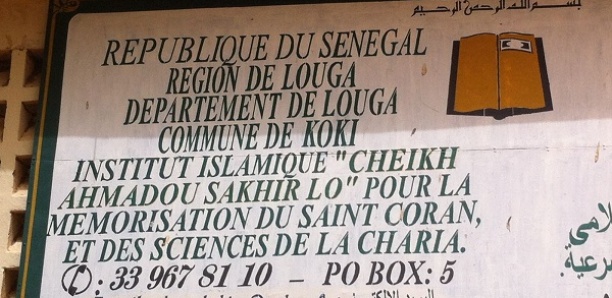 بسم الله الرحمن الرحيم
REPUBLIQUE DU SENEGAL
REGION DE LOUGA
DEPARTEMENT DE LOUGA
COMMUNE DE KOKI
INSTITUT ISLAMIQUE "CHEIKH
AHMADOU SAKHIR LO" POUR LA
MEMORISATION DU SAINT CORAN,
ET DES SCIENCES DE LA CHARIA.
: 33 967 81 10 – PO BOX: 5